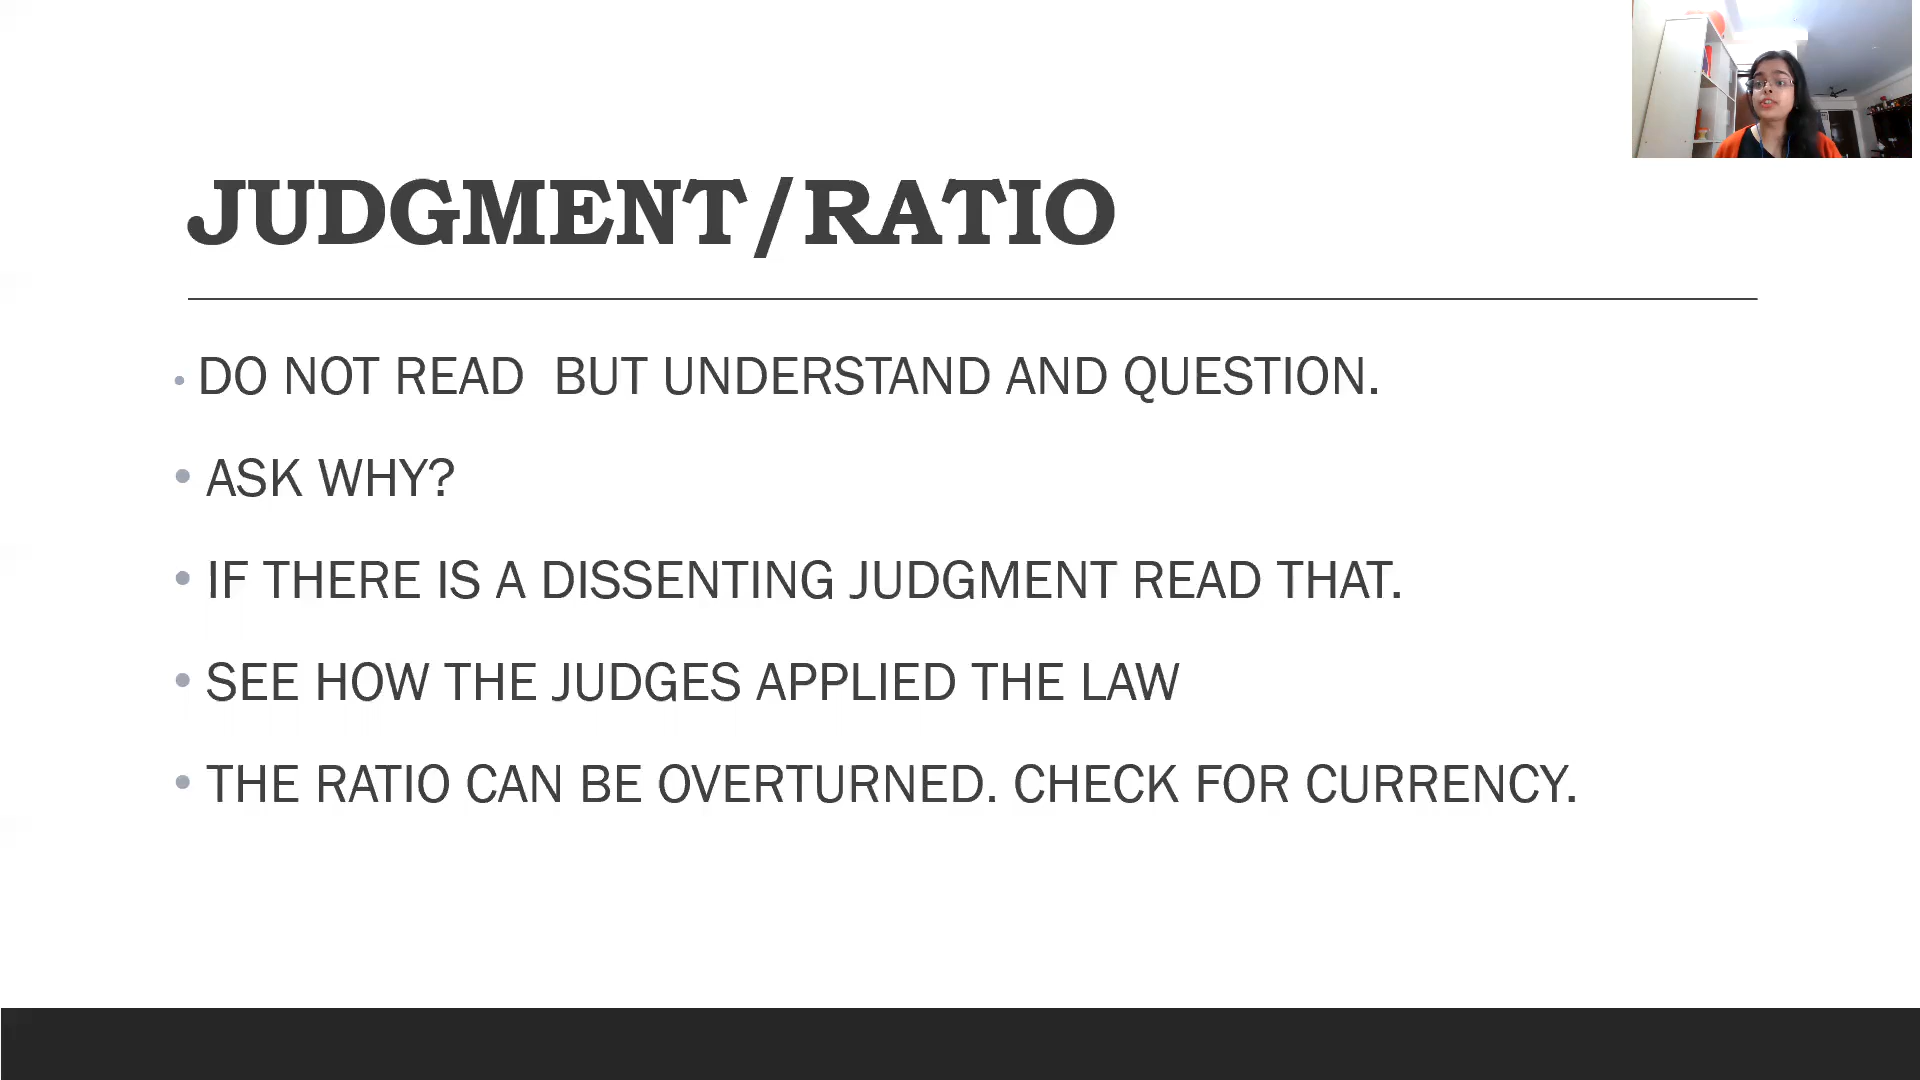 JUDGMENT/RATIO
• DO NOT READ  BUT UNDERSTAND AND QUESTION.
• ASK WHY?
• IF THERE IS A DISSENTING JUDGMENT READ THAT.
• SEE HOW THE JUDGES APPLIED THE LAW
• THE RATIO CAN BE OVERTURNED. CHECK FOR CURRENCY.